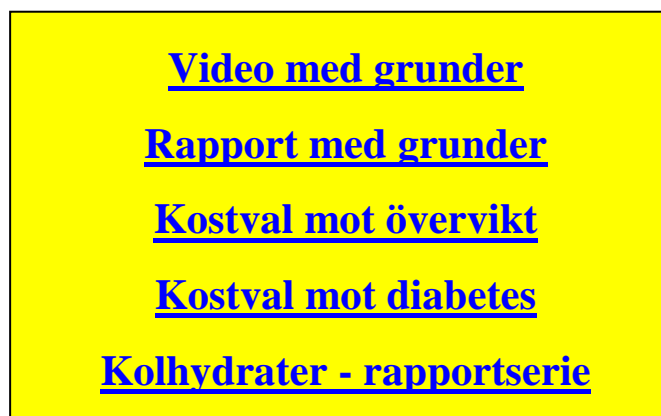 Video med grunder
Rapport med grunder
Kostval mot övervikt
Kostval mot diabetes
Kolhydrater - rapportserie